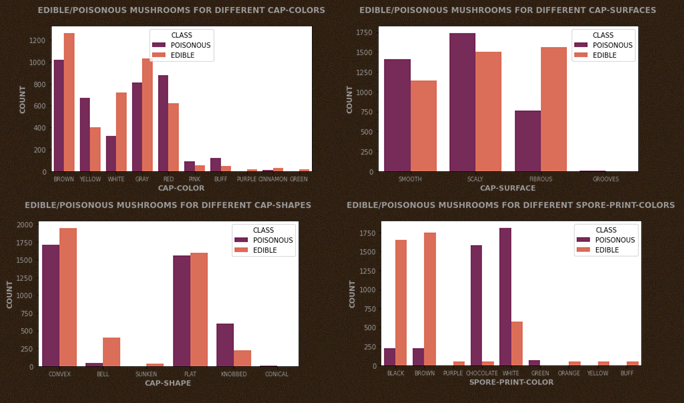 EDIBLE/POISONOUS MUSHROOMS FOR DIFFERENT CAP-COLORS
CLASS
POISONOUS
EDIBLE
1200
1000
800
600
400
200
0
COUNT
BROWN YELLOW WHITE GRAY RED PINK BUFF PURPLE CINNAMON GREEN
CAP-COLOR
EDIBLE/POISONOUS MUSHROOMS FOR DIFFERENT CAP-SURFACES
CLASS
POISONOUS
EDIBLE
1750
1500
1250
1000
750
500
250
0
COUNT
SMOOTH SCALY FIBROUS GROOVES
CAP-SURFACE
EDIBLE/POISONOUS MUSHROOMS FOR DIFFERENT CAP-SHAPES
CLASS
POISONOUS
EDIBLE
2000
1750
1500
1250
1000
750
500
250
0
COUNT
CONVEX BELL SUNKEN FLAT KNOBBED CONICAL
CAP-SHAPE
EDIBLE/POISONOUS MUSHROOMS FOR DIFFERENT SPORE-PRINT-COLORS
CLASS
POISONOUS
EDIBLE
1750
1500
1250
1000
750
500
250
0
COUNT
BLACK BROWN PURPLE CHOCOLATE WHITE GREEN ORANGE YELLOW BUFF
SPORE-PRINT-COLOR